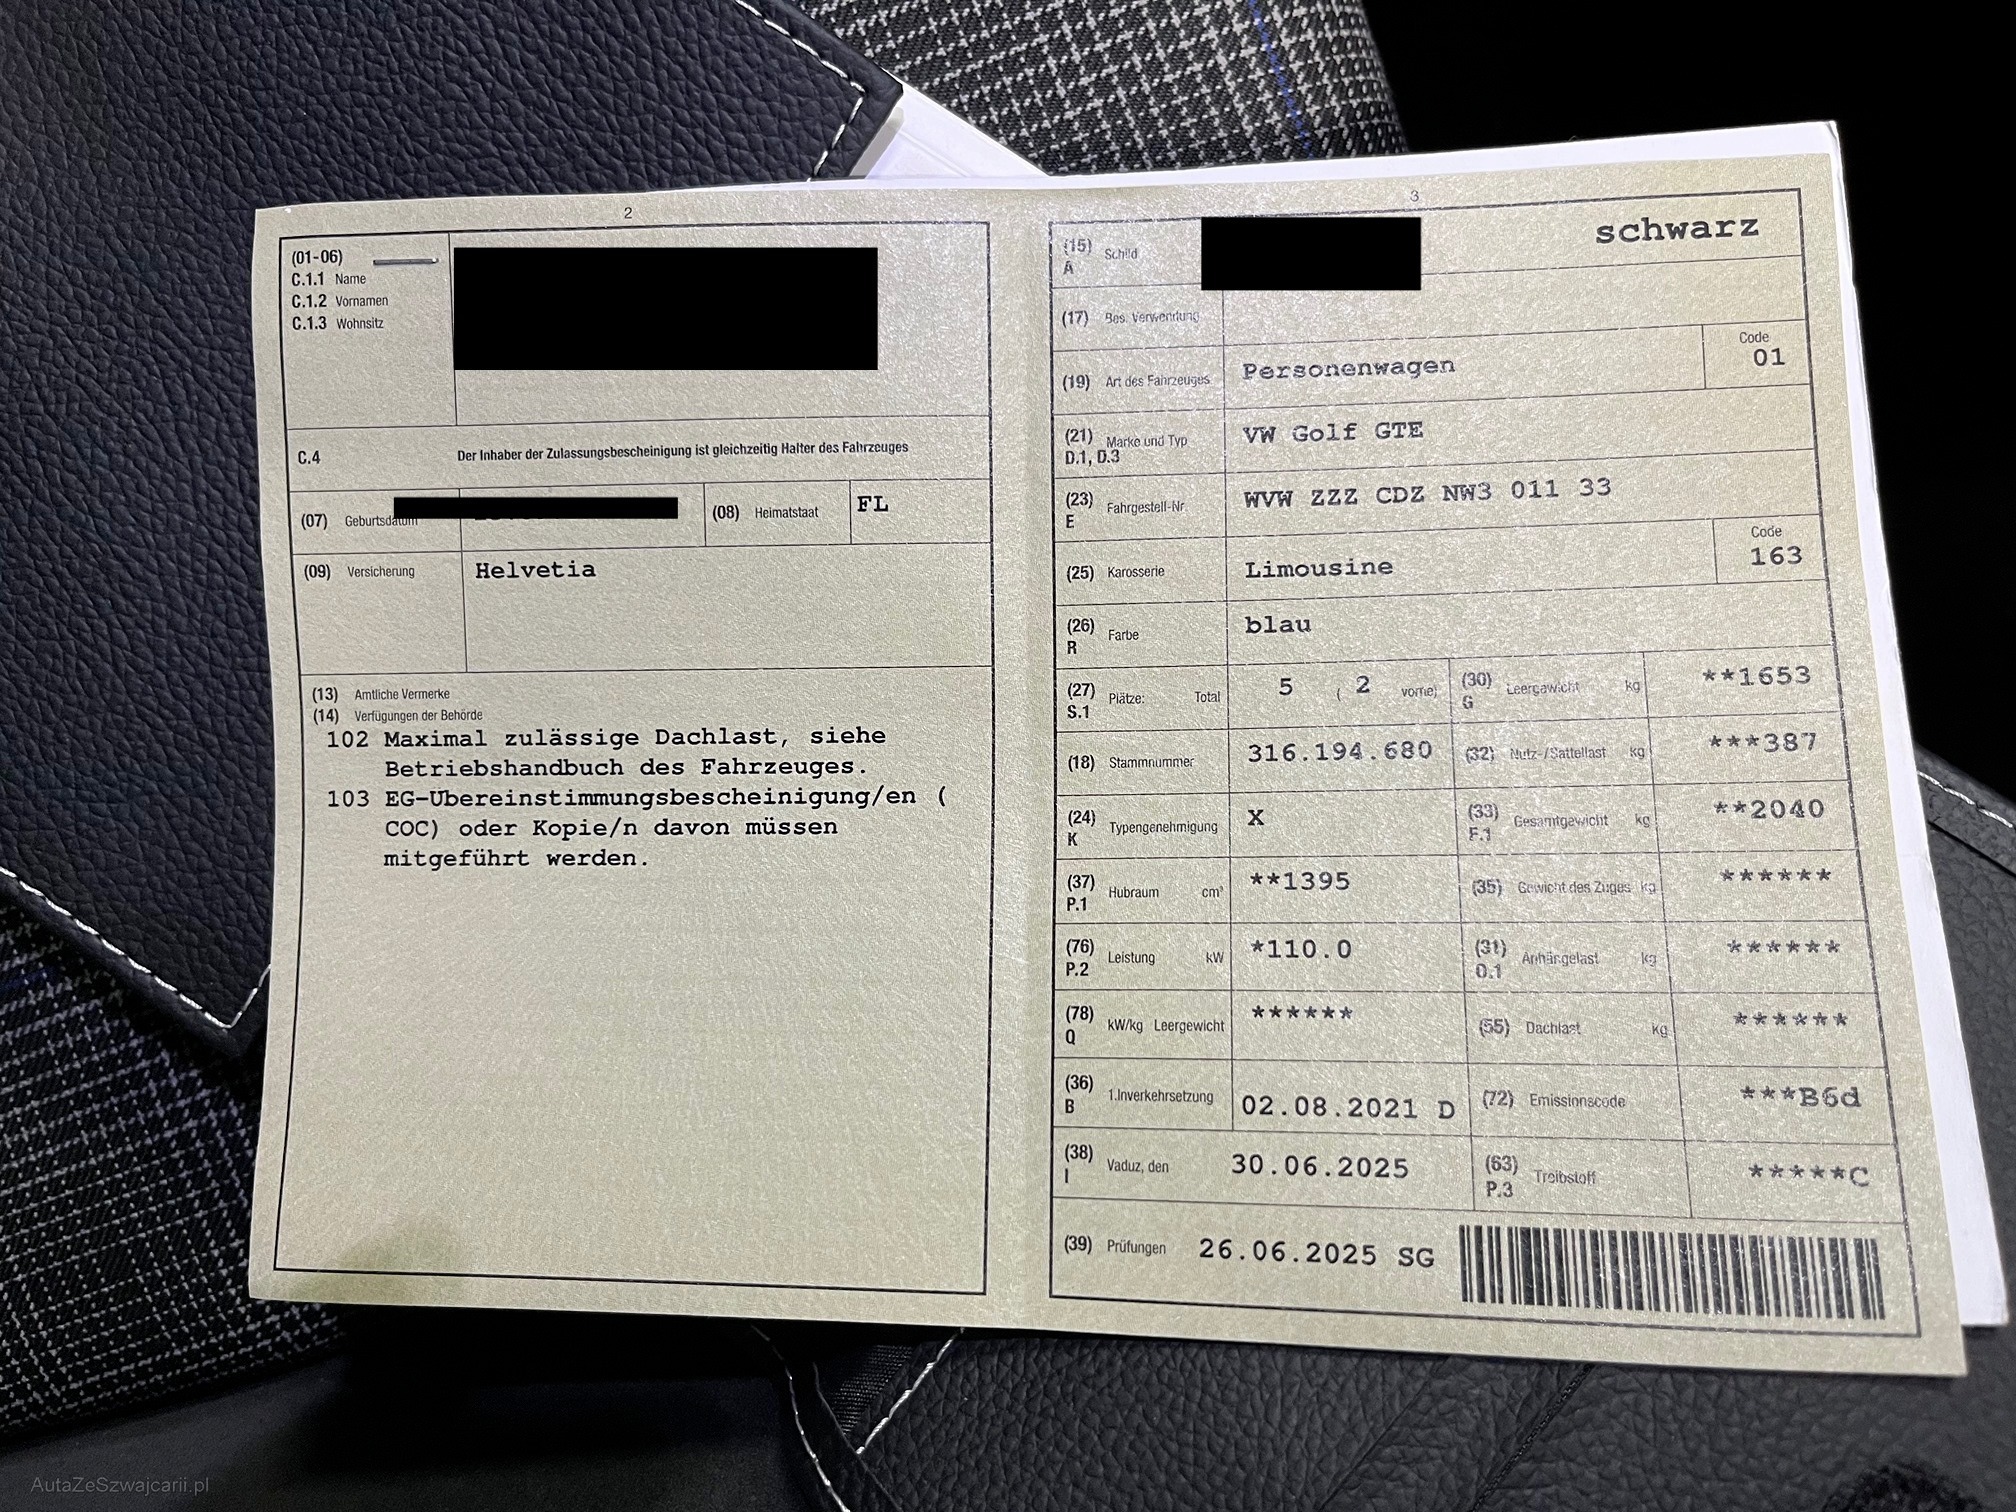 2
(01-06)
C.1.1 Name
C.1.2 Vornamen
C.1.3 Wohnsitz
C.4 Der Inhaber der Zulassungsbescheinigung ist gleichzeitig Halter des Fahrzeuges
(07) Geburtsdatum
(08) Heimatstaat FL
(09) Versicherung Helvetia
(13) Amtliche Vermerke
(14) Verfügungen der Behörde
102 Maximal zulässige Dachlast, siehe
Betriebshandbuch des Fahrzeuges.
103 EG-Ubereinstimmungsbescheinigung/en (
COC) oder Kopie/n davon müssen
mitgeführt werden.
3
(15) A Schild schwarz
(17) Bes. Verwendung
(19) Art des Fahrzeuges Personenwagen Code 01
(21) D.1, D.3 Marke und Typ VW Golf GTE
(23) E Fahrgestell-Nr. WVW ZZZ CDZ NW3 011 33
(25) Karosserie Limousine Code 163
(26) R Farbe blau
(27) S.1 Plätze: Total 5 ( 2 vorne)
(30) G Leergewicht kg **1653
(18) Stammnummer 316.194.680
(32) Nutz-/Sattellast kg ***387
(24) K Typengenehmigung X
(33) F.1 Gesamtgewicht kg **2040
(37) P.1 Hubraum cm³ **1395
(35) Gewicht des Zuges kg ******
(76) P.2 Leistung kW *110.0
(31) O.1 Anhängelast kg ******
(78) Q kW/kg Leergewicht ******
(55) Dachlast kg ******
(36) B 1.Inverkehrsetzung 02.08.2021 D
(72) Emissionscode ***B6d
(38) I Vaduz, den 30.06.2025
(63) P.3 Treibstoff *****C
(39) Prüfungen 26.06.2025 SG
AutaZeSzwajcarii.pl